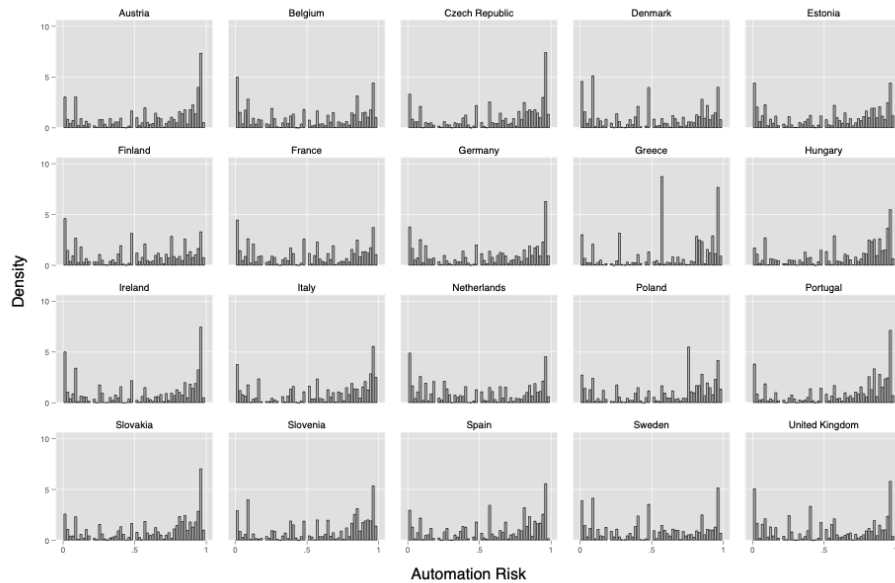 Austria Belgium Czech Republic Denmark Estonia
10
5
0
Finland France Germany Greece Hungary
10
5
0
Density
Ireland Italy Netherlands Poland Portugal
10
5
0
Slovakia Slovenia Spain Sweden United Kingdom
10
5
0
0 .5 1 0 .5 1 0 .5 1 0 .5 1 0 .5 1
Automation Risk